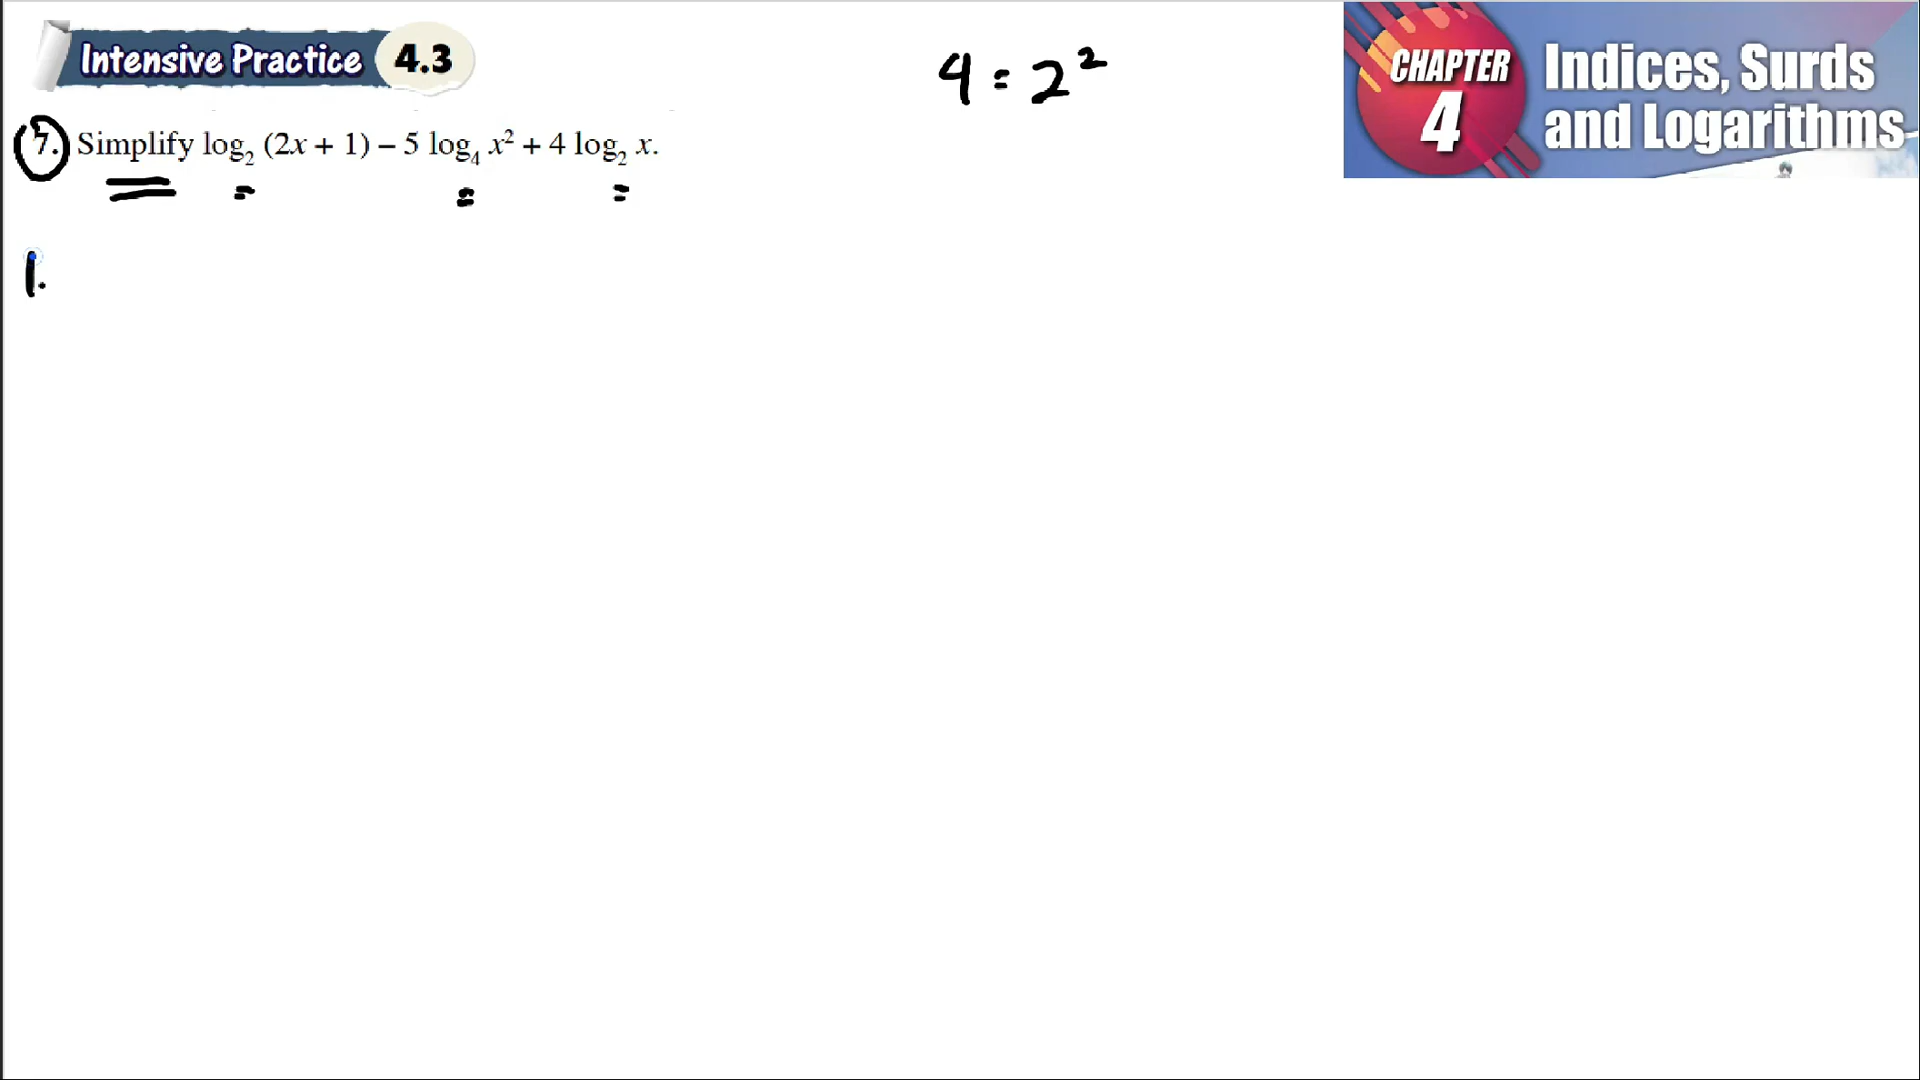 Intensive Practice 4.3
4 = 2²
CHAPTER 4 Indices, Surds and Logarithms
7. Simplify log₂ (2x + 1) – 5 log₄ x² + 4 log₂ x.